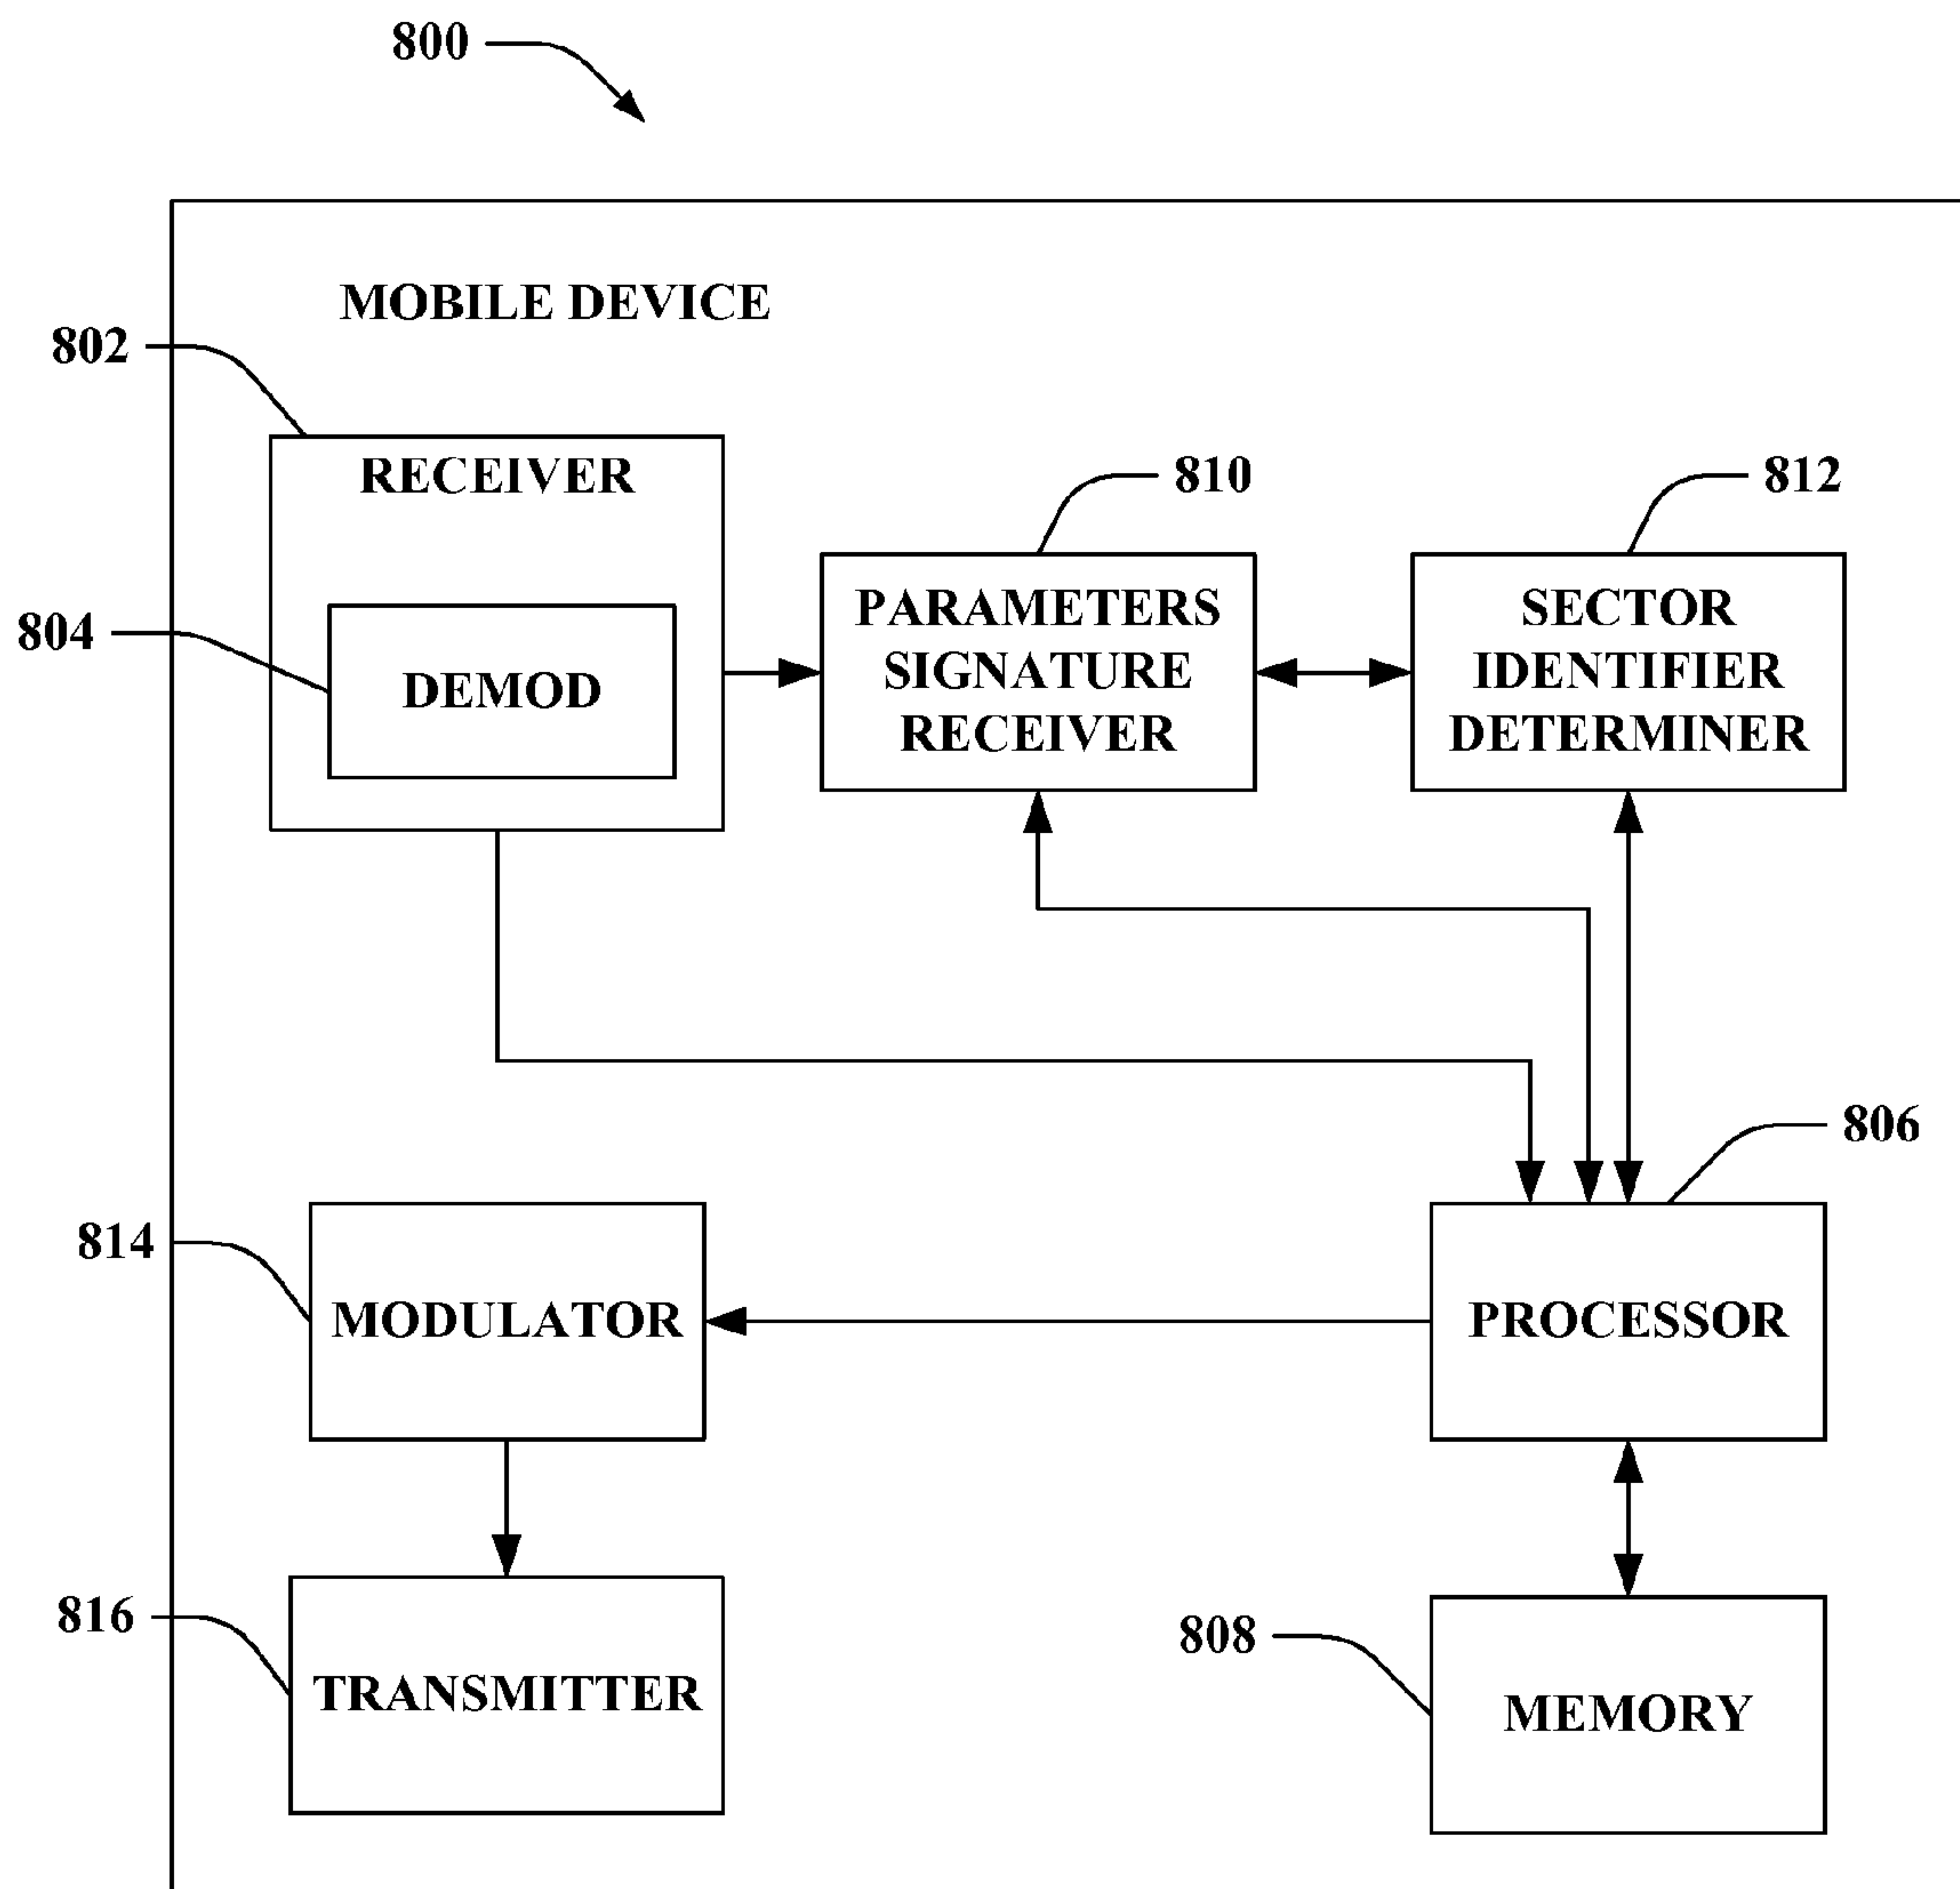 800
MOBILE DEVICE
802
RECEIVER
810
812
804
DEMOD
PARAMETERS
SIGNATURE
RECEIVER
SECTOR
IDENTIFIER
DETERMINER
806
814
MODULATOR
PROCESSOR
816
TRANSMITTER
808
MEMORY